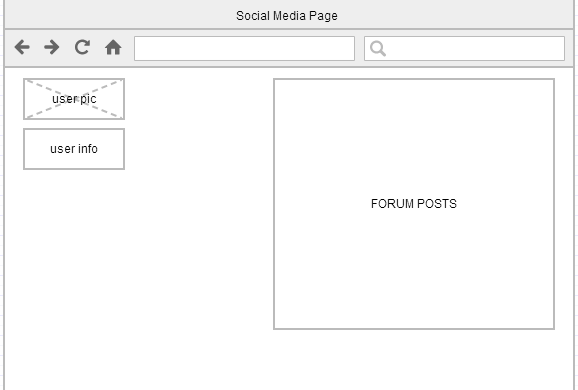 Social Media Page
user pic
user info
FORUM POSTS